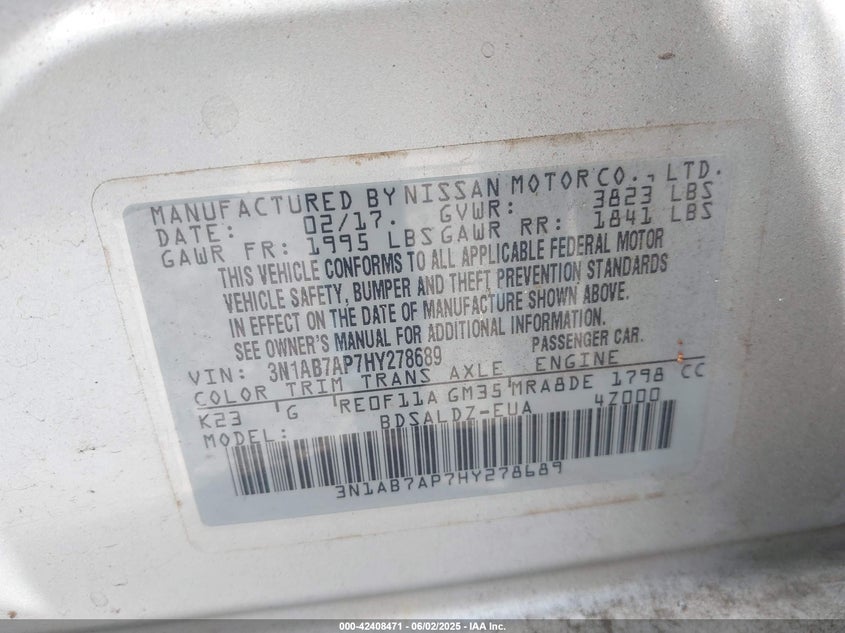 MANUFACTURED BY NISSAN MOTOR CO., LTD.
DATE: 02/17. GVWR: 3823 LBS
GAWR FR: 1995 LBS GAWR RR: 1841 LBS
THIS VEHICLE CONFORMS TO ALL APPLICABLE FEDERAL MOTOR
VEHICLE SAFETY, BUMPER AND THEFT PREVENTION STANDARDS
IN EFFECT ON THE DATE OF MANUFACTURE SHOWN ABOVE.
SEE OWNER'S MANUAL FOR ADDITIONAL INFORMATION.
VIN: 3N1AB7AP7HY278689 PASSENGER CAR.
COLOR TRIM TRANS AXLE ENGINE
K23 G RE0F11A GM35 MRA8DE 1798 CC
MODEL: BDSALDZ-EUA 4Z000
3N1AB7AP7HY278689
000-42408471 - 06/02/2025 - IAA Inc.